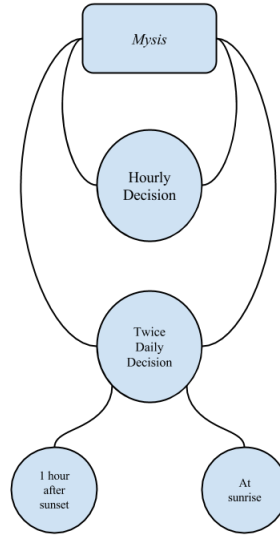 Mysis
Hourly
Decision
Twice
Daily
Decision
1 hour
after
sunset
At
sunrise